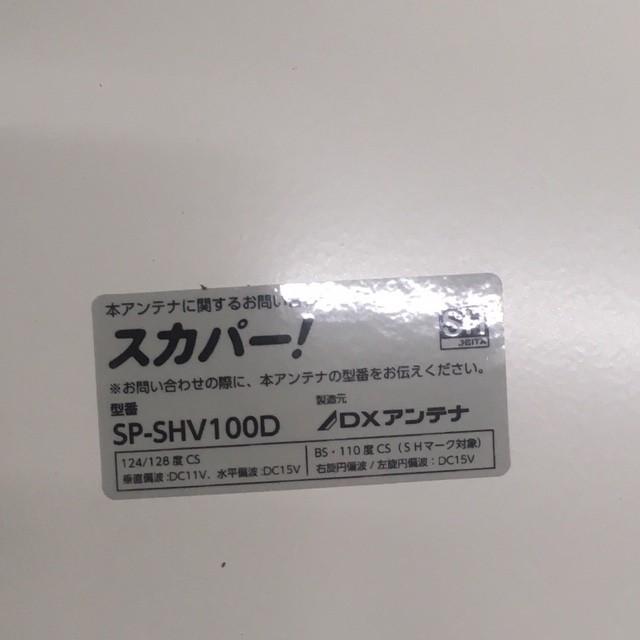 本アンテナに関するお問い合
SH
JEITA
スカパー!
※お問い合わせの際に、本アンテナの型番をお伝えください。
型番
SP-SHV100D
製造元
DXアンテナ
124/128度CS
垂直偏波:DC11V、水平偏波:DC15V
BS・110度CS(SHマーク対象)
右旋円偏波/左旋円偏波:DC15V